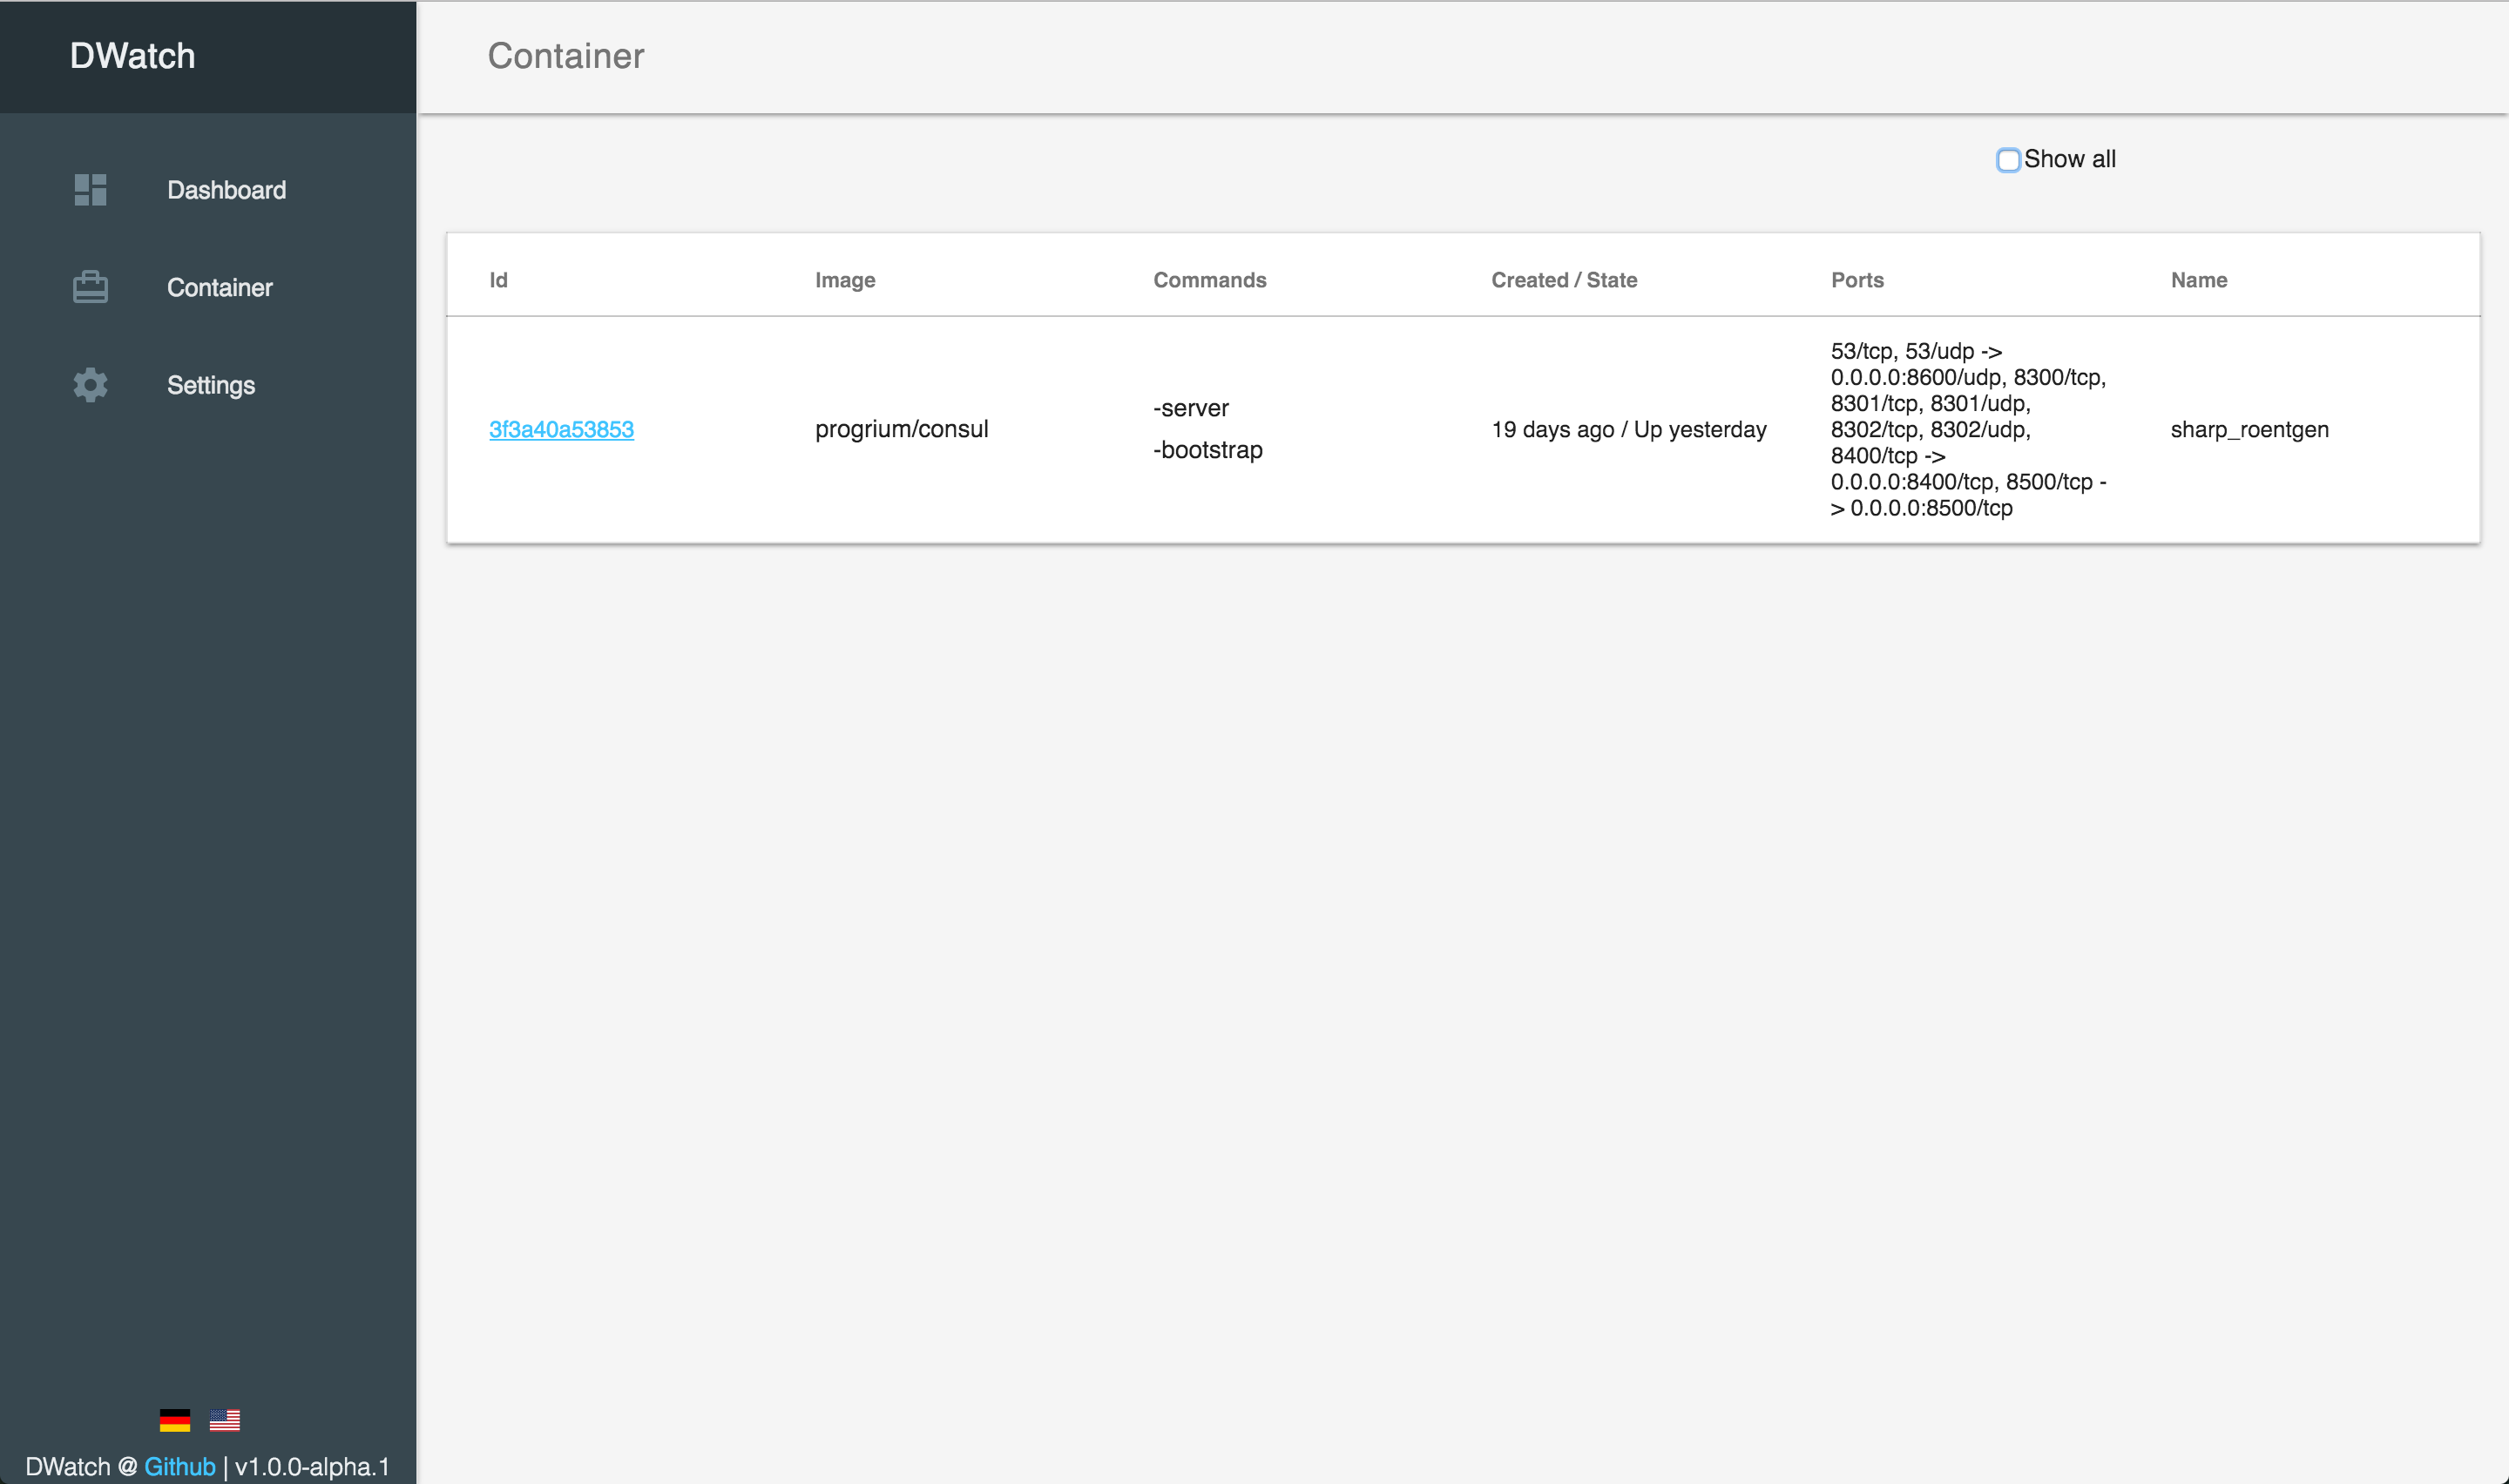 DWatch
Container
Dashboard
Container
Settings
Show all
Id Image Commands Created / State Ports Name
3f3a40a53853
progrium/consul
-server
-bootstrap
19 days ago / Up yesterday
53/tcp, 53/udp ->
0.0.0.0:8600/udp, 8300/tcp,
8301/tcp, 8301/udp,
8302/tcp, 8302/udp,
8400/tcp ->
0.0.0.0:8400/tcp, 8500/tcp -
> 0.0.0.0:8500/tcp
sharp_roentgen
DWatch @ Github | v1.0.0-alpha.1